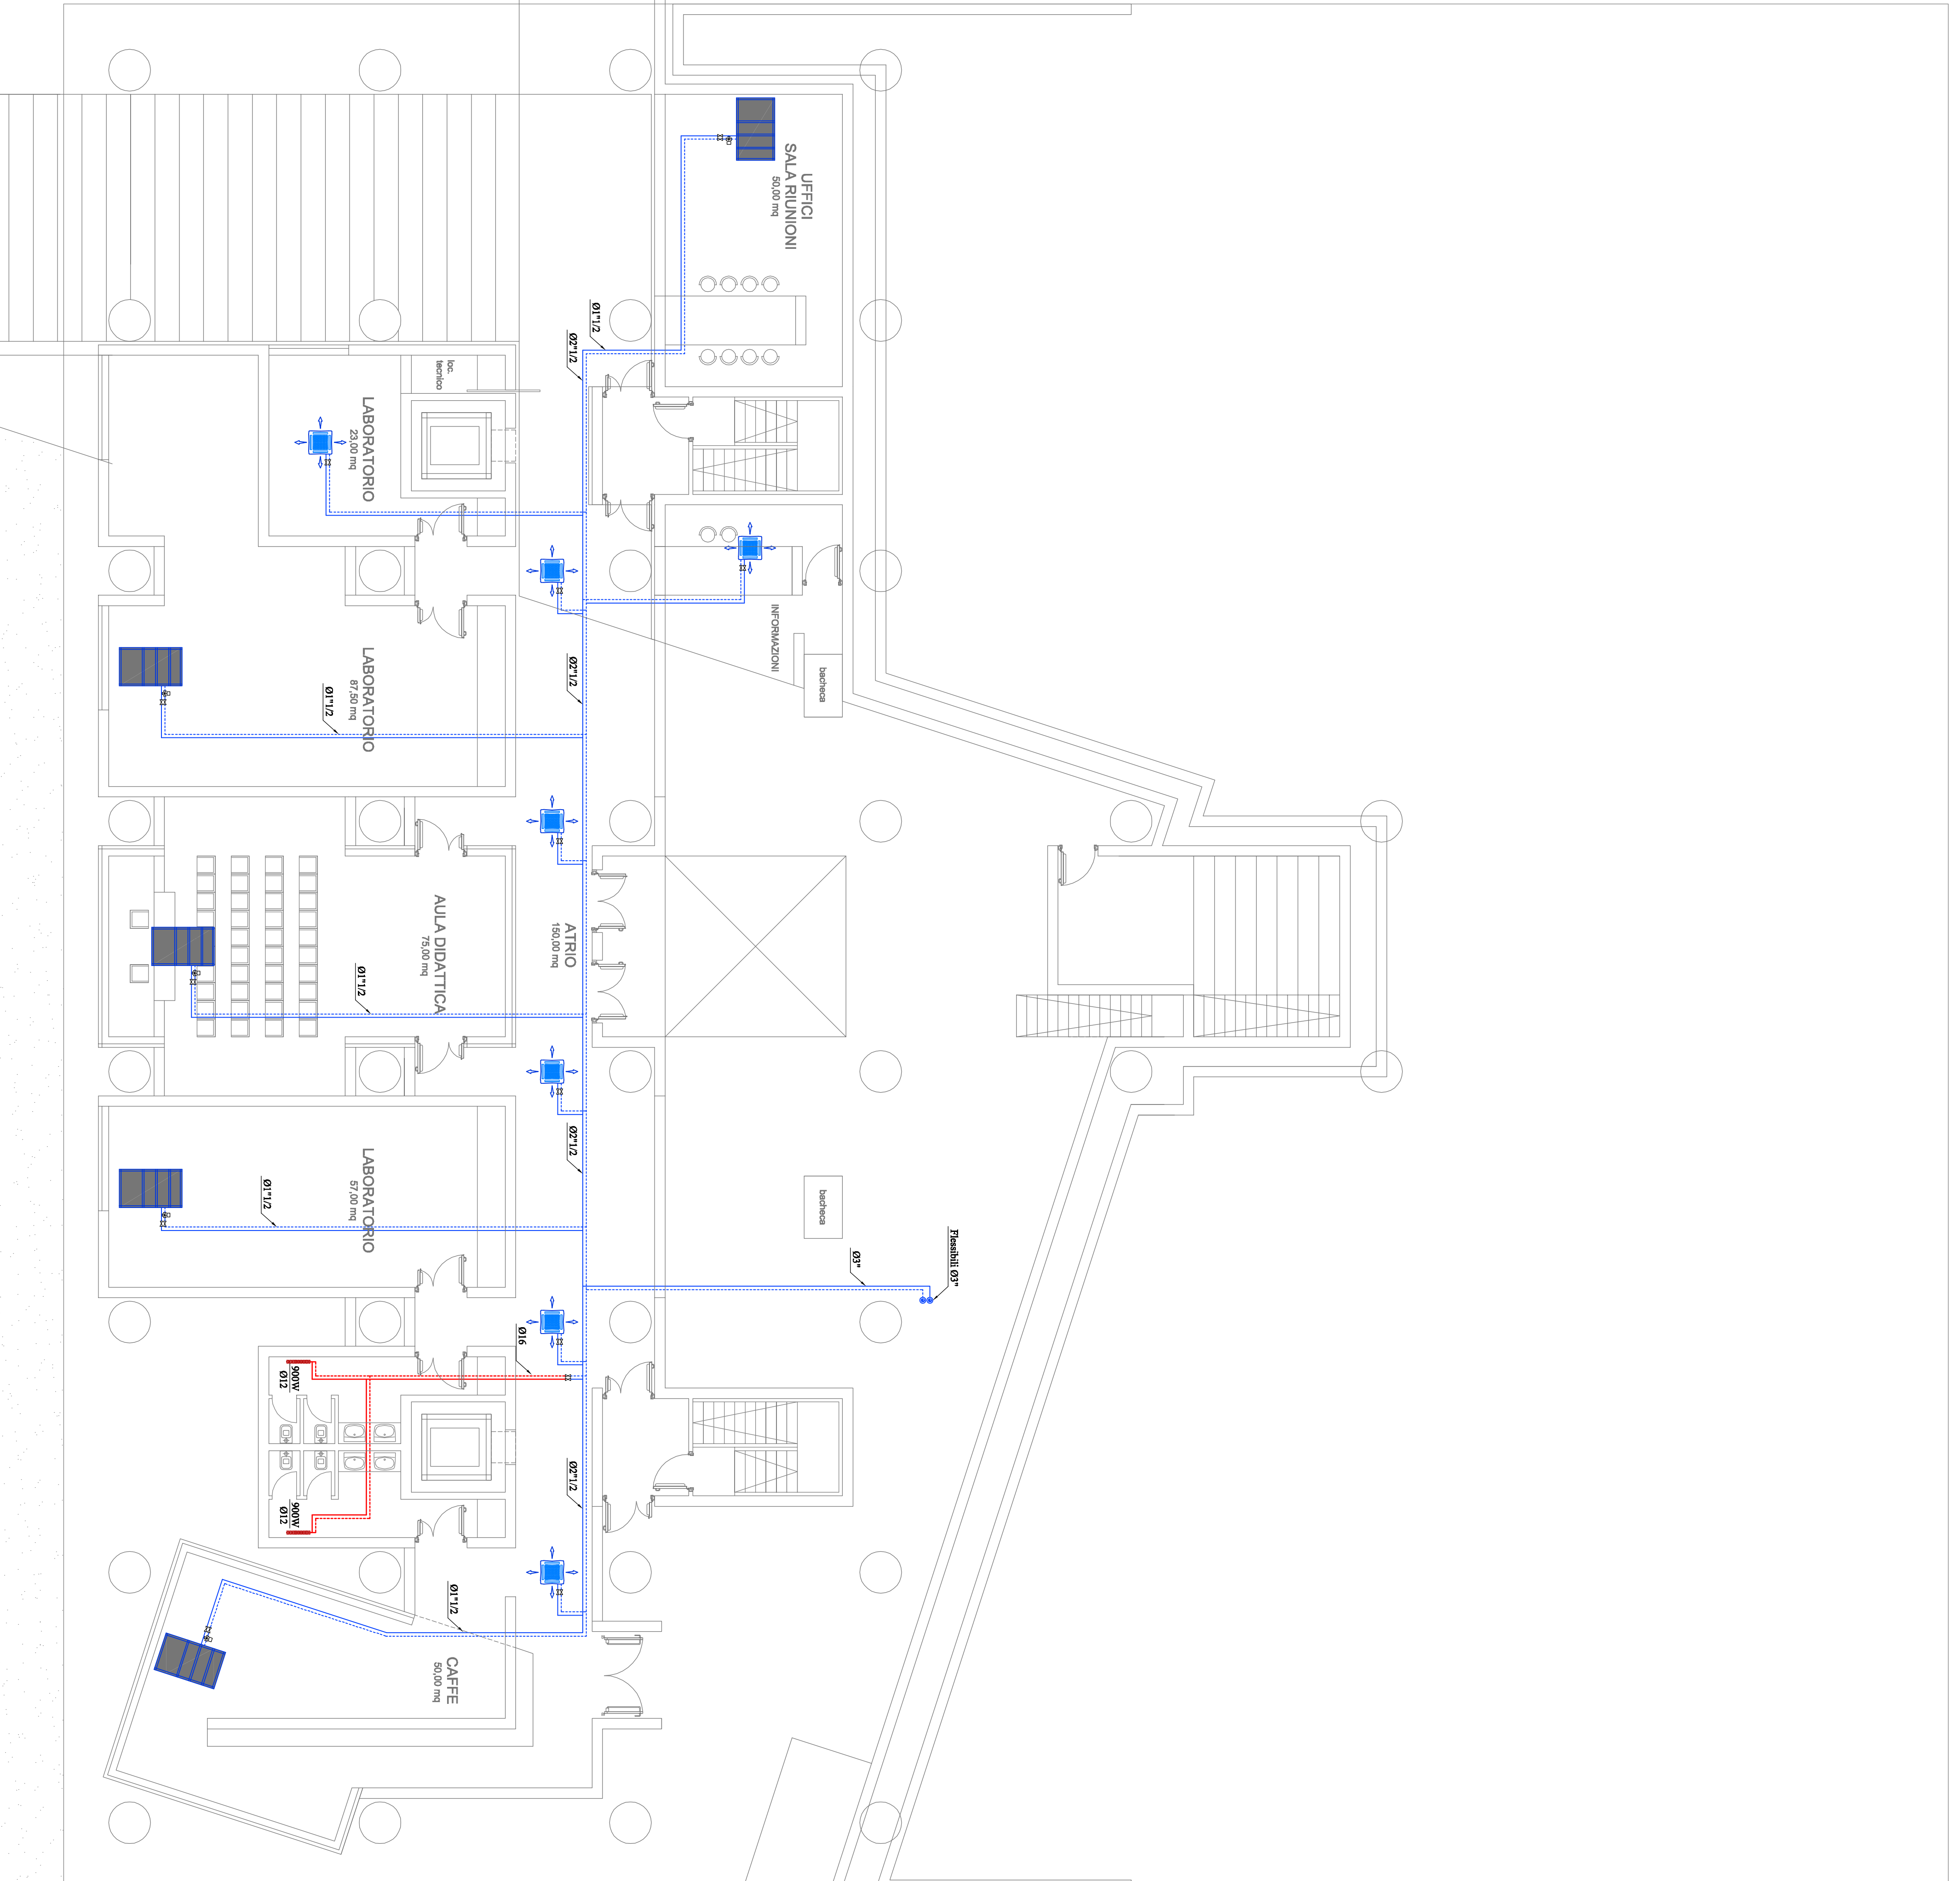 UFFICI
SALA RIUNIONI
50,00 mq
Ø1"1/2
Ø2"1/2
loc.
tecnico
LABORATORIO
23,00 mq
INFORMAZIONI
bacheca
Ø2"1/2
LABORATORIO
87,50 mq
Ø1"1/2
ATRIO
150,00 mq
AULA DIDATTICA
75,00 mq
Ø1"1/2
Ø2"1/2
LABORATORIO
57,00 mq
Ø1"1/2
bacheca
Flessibili Ø3"
Ø3"
Ø16
900W
Ø12
900W
Ø12
Ø2"1/2
Ø1"1/2
CAFFE
50,00 mq